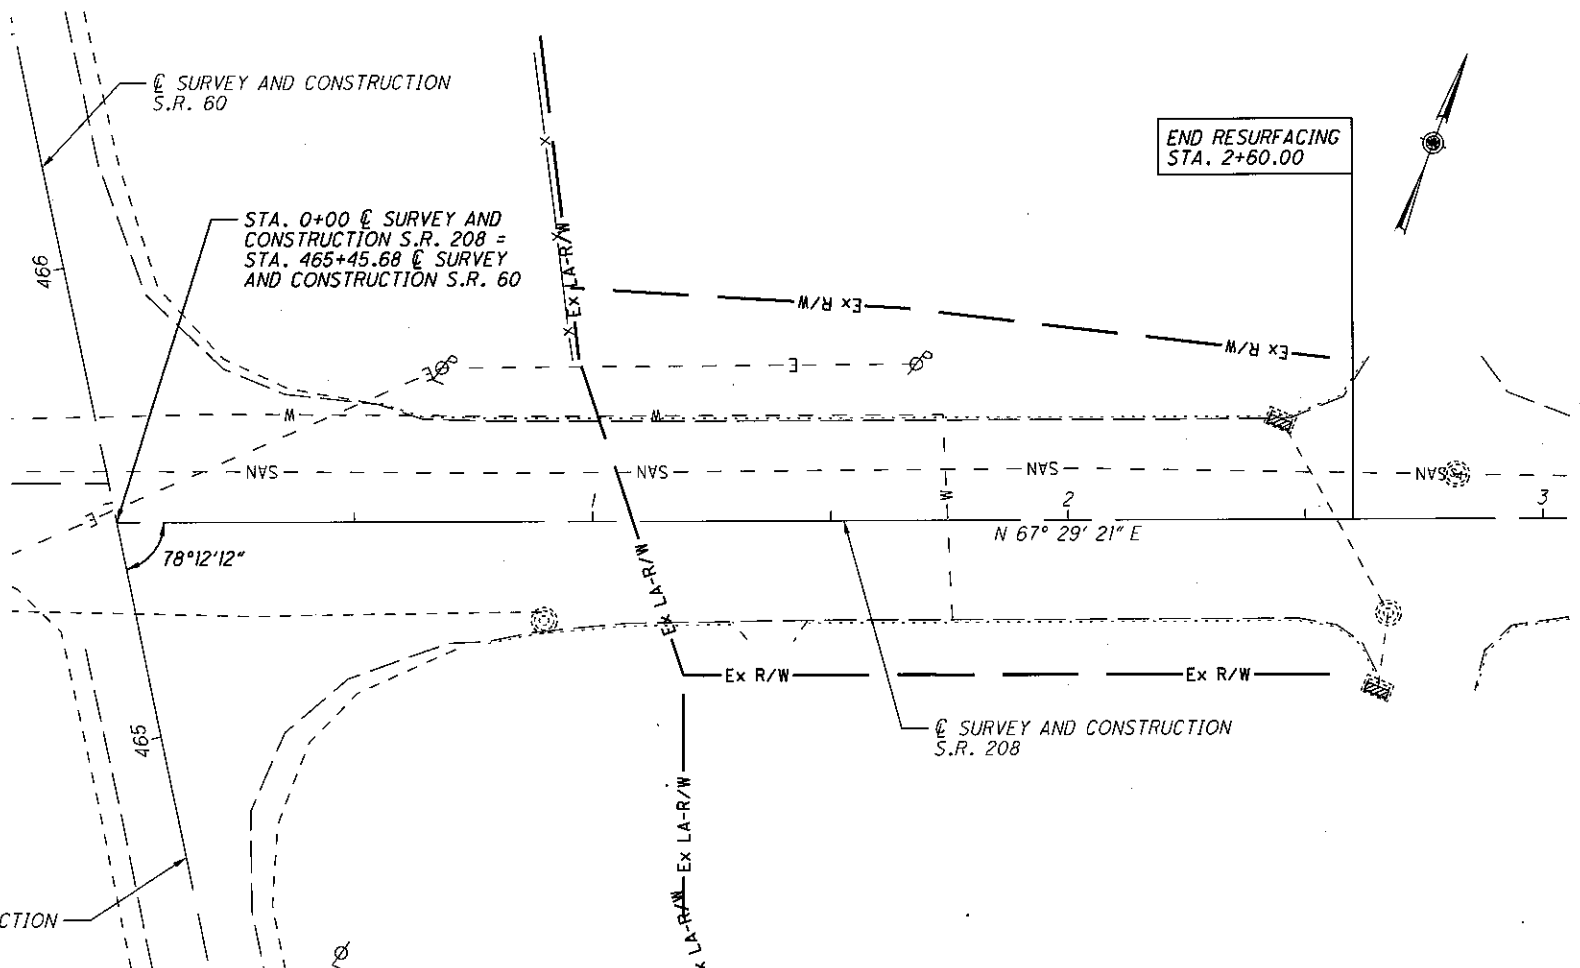 ℄ SURVEY AND CONSTRUCTION
S.R. 60
END RESURFACING
STA. 2+60.00
STA. 0+00 ℄ SURVEY AND
CONSTRUCTION S.R. 208 =
STA. 465+45.68 ℄ SURVEY
AND CONSTRUCTION S.R. 60
466
Ex LA-R/W
Ex R/W
Ex R/W
X
X
X
E
E
W
W
SAN
SAN
SAN
SAN
E
W
1
2
3
N 67° 29' 21" E
78°12'12"
Ex LA-R/W
Ex R/W
Ex R/W
465
℄ SURVEY AND CONSTRUCTION
S.R. 208
Ex LA-R/W
CTION
x LA-R/W